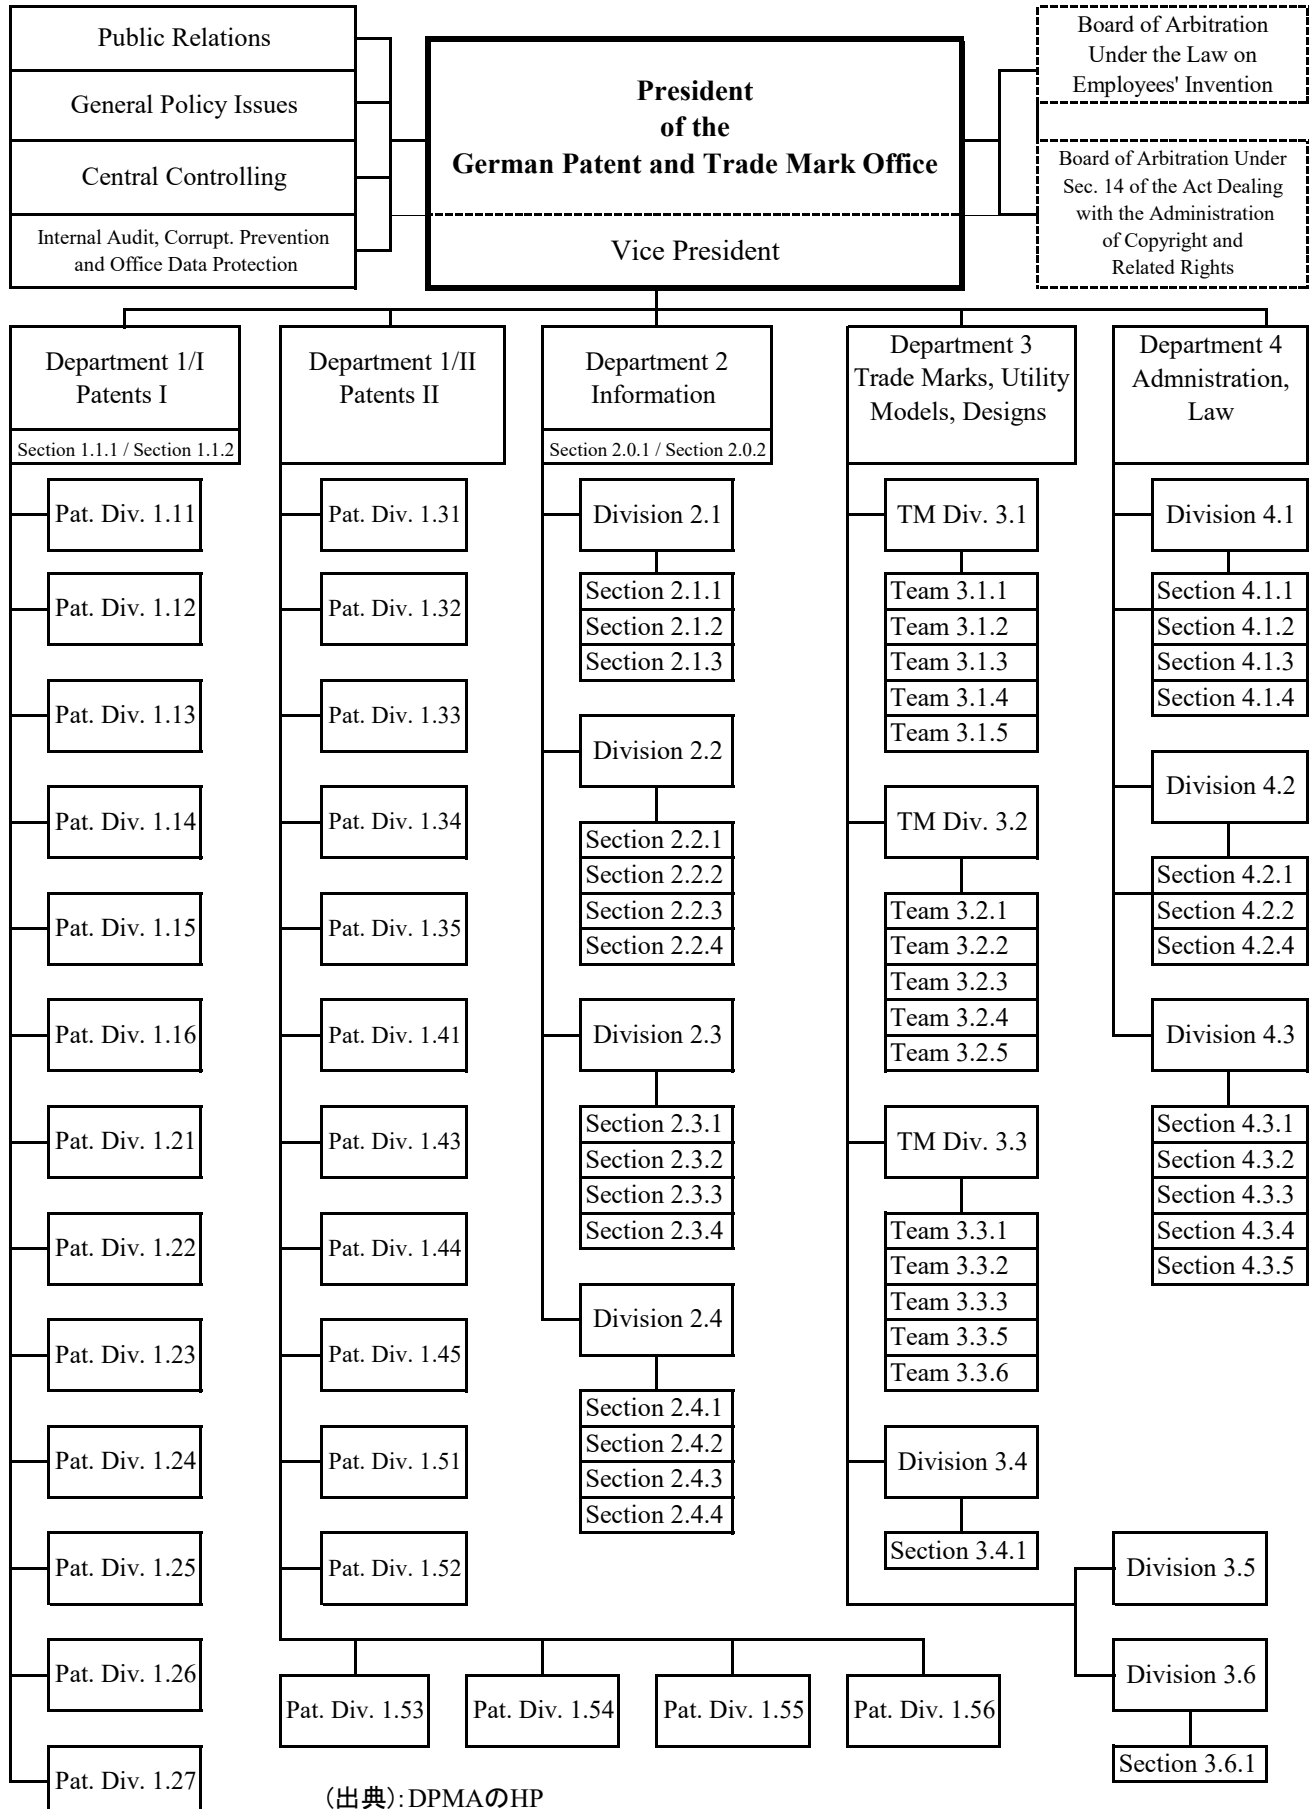 Public Relations
General Policy Issues
Central Controlling
Internal Audit, Corrupt. Prevention
and Office Data Protection
President
of the
German Patent and Trade Mark Office
Vice President
Board of Arbitration
Under the Law on
Employees' Invention
Board of Arbitration Under
Sec. 14 of the Act Dealing
with the Administration
of Copyright and
Related Rights
Department 1/I
Patents I
Section 1.1.1 / Section 1.1.2
Pat. Div. 1.11
Pat. Div. 1.12
Pat. Div. 1.13
Pat. Div. 1.14
Pat. Div. 1.15
Pat. Div. 1.16
Pat. Div. 1.21
Pat. Div. 1.22
Pat. Div. 1.23
Pat. Div. 1.24
Pat. Div. 1.25
Pat. Div. 1.26
Pat. Div. 1.27
Department 1/II
Patents II
Pat. Div. 1.31
Pat. Div. 1.32
Pat. Div. 1.33
Pat. Div. 1.34
Pat. Div. 1.35
Pat. Div. 1.41
Pat. Div. 1.43
Pat. Div. 1.44
Pat. Div. 1.45
Pat. Div. 1.51
Pat. Div. 1.52
Pat. Div. 1.53
Pat. Div. 1.54
Pat. Div. 1.55
Pat. Div. 1.56
Department 2
Information
Section 2.0.1 / Section 2.0.2
Division 2.1
Section 2.1.1
Section 2.1.2
Section 2.1.3
Division 2.2
Section 2.2.1
Section 2.2.2
Section 2.2.3
Section 2.2.4
Division 2.3
Section 2.3.1
Section 2.3.2
Section 2.3.3
Section 2.3.4
Division 2.4
Section 2.4.1
Section 2.4.2
Section 2.4.3
Section 2.4.4
Department 3
Trade Marks, Utility
Models, Designs
TM Div. 3.1
Team 3.1.1
Team 3.1.2
Team 3.1.3
Team 3.1.4
Team 3.1.5
TM Div. 3.2
Team 3.2.1
Team 3.2.2
Team 3.2.3
Team 3.2.4
Team 3.2.5
TM Div. 3.3
Team 3.3.1
Team 3.3.2
Team 3.3.3
Team 3.3.5
Team 3.3.6
Division 3.4
Section 3.4.1
Division 3.5
Division 3.6
Section 3.6.1
Department 4
Admnistration,
Law
Division 4.1
Section 4.1.1
Section 4.1.2
Section 4.1.3
Section 4.1.4
Division 4.2
Section 4.2.1
Section 4.2.2
Section 4.2.4
Division 4.3
Section 4.3.1
Section 4.3.2
Section 4.3.3
Section 4.3.4
Section 4.3.5
（出典）：DPMAのHP